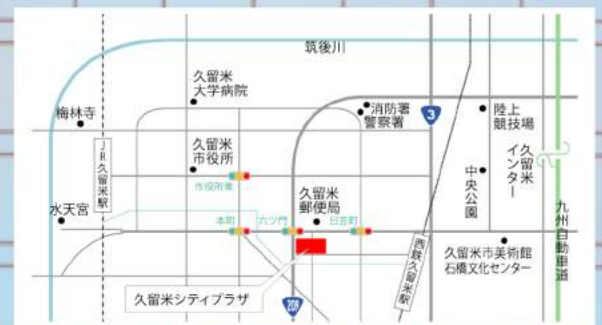 筑後川
久留米
大学病院
梅林寺
消防署
警察署
3
陸上
競技場
久留米
インター
JR久留米駅
久留米
市役所
市役所東
中央公園
水天宮
本町
六ツ門
久留米
郵便局
日吉町
西鉄久留米駅
久留米市美術館
石橋文化センター
九州自動車道
久留米シティプラザ
209